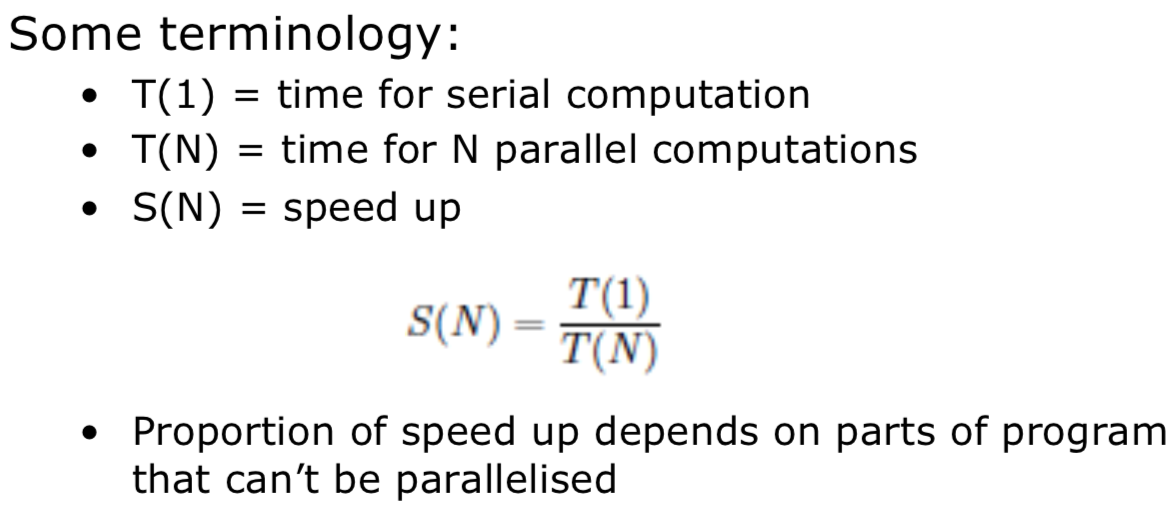 Some terminology:
• T(1) = time for serial computation
• T(N) = time for N parallel computations
• S(N) = speed up
S(N) = T(1)/T(N)
• Proportion of speed up depends on parts of program
that can’t be parallelised